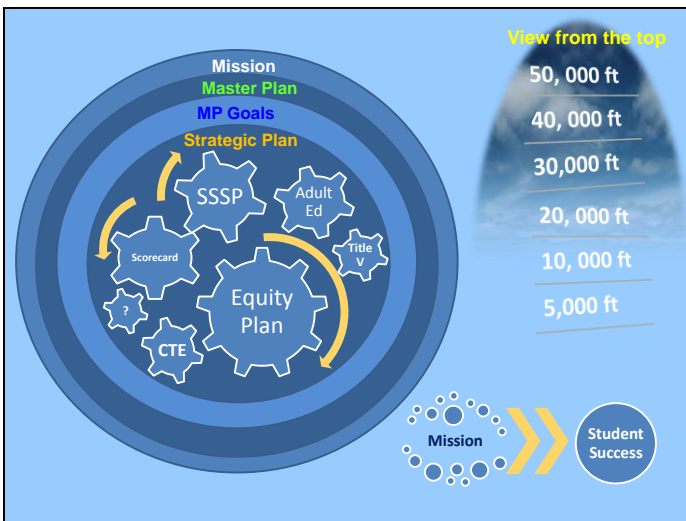 Mission
Master Plan
MP Goals
Strategic Plan
SSSP
Adult
Ed
Scorecard
Title
V
Equity
Plan
?
CTE
View from the top
50, 000 ft
40, 000 ft
30,000 ft
20, 000 ft
10, 000 ft
5,000 ft
Mission
Student
Success